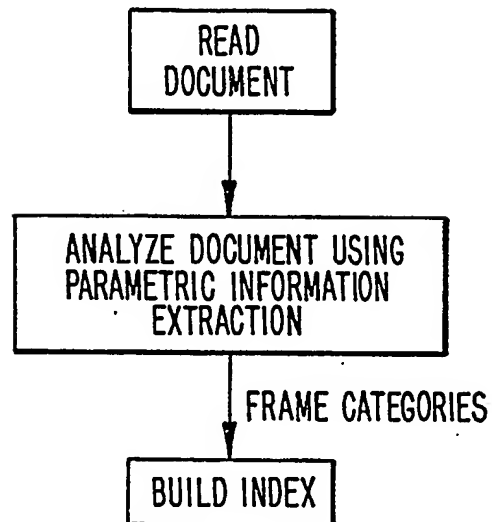 READ
DOCUMENT
ANALYZE DOCUMENT USING
PARAMETRIC INFORMATION
EXTRACTION
FRAME CATEGORIES
BUILD INDEX